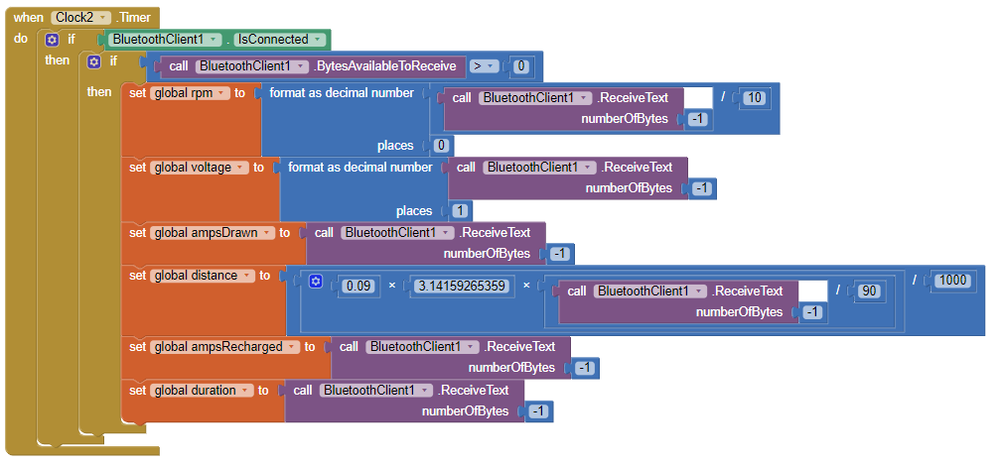 when Clock2 .Timer
do if BluetoothClient1 . IsConnected
then if call BluetoothClient1 .BytesAvailableToReceive > 0
then set global rpm to format as decimal number call BluetoothClient1 .ReceiveText / 10
numberOfBytes -1
places 0
set global voltage to format as decimal number call BluetoothClient1 .ReceiveText
numberOfBytes -1
places 1
set global ampsDrawn to call BluetoothClient1 .ReceiveText
numberOfBytes -1
set global distance to 0.09 × 3.14159265359 × call BluetoothClient1 .ReceiveText / 90 / 1000
numberOfBytes -1
set global ampsRecharged to call BluetoothClient1 .ReceiveText
numberOfBytes -1
set global duration to call BluetoothClient1 .ReceiveText
numberOfBytes -1